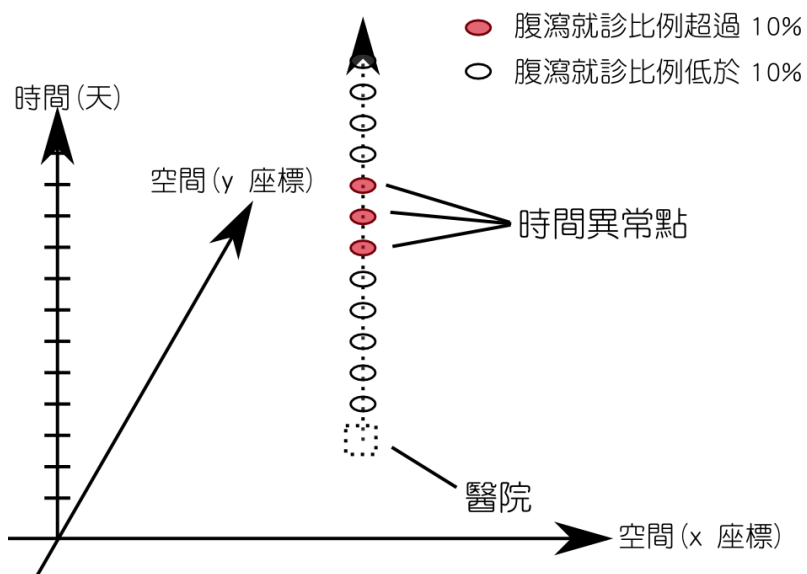 腹瀉就診比例超過 10%
腹瀉就診比例低於 10%
時間(天)
空間(y 座標)
時間異常點
醫院
空間(x 座標)